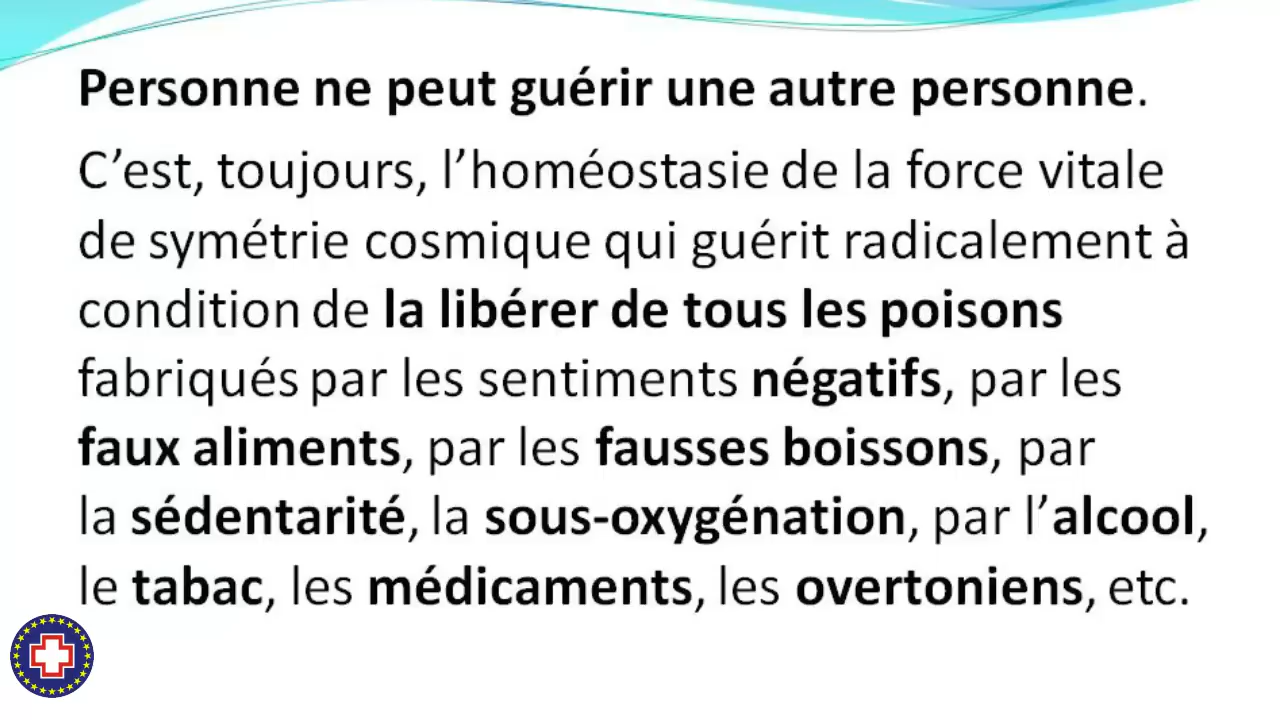 Personne ne peut guérir une autre personne.
C’est, toujours, l’homéostasie de la force vitale
de symétrie cosmique qui guérit radicalement à
condition de la libérer de tous les poisons
fabriqués par les sentiments négatifs, par les
faux aliments, par les fausses boissons, par
la sédentarité, la sous-oxygénation, par l’alcool,
le tabac, les médicaments, les overtoniens, etc.